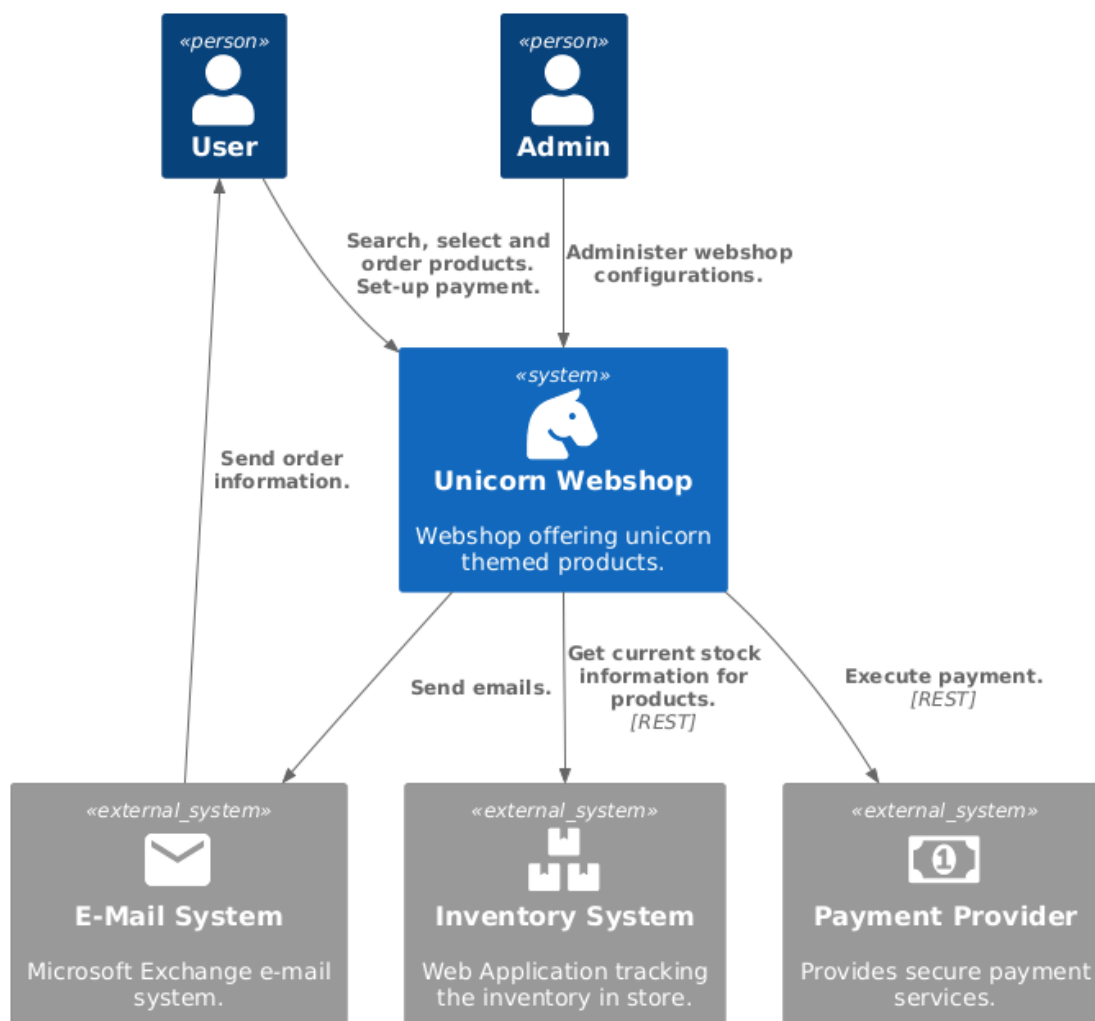 «person»
User
«person»
Admin
Search, select and
order products.
Set-up payment.
Administer webshop
configurations.
Send order
information.
«system»
Unicorn Webshop
Webshop offering unicorn
themed products.
Send emails.
Get current stock
information for
products.
[REST]
Execute payment.
[REST]
«external_system»
E-Mail System
Microsoft Exchange e-mail
system.
«external_system»
Inventory System
Web Application tracking
the inventory in store.
«external_system»
1
Payment Provider
Provides secure payment
services.